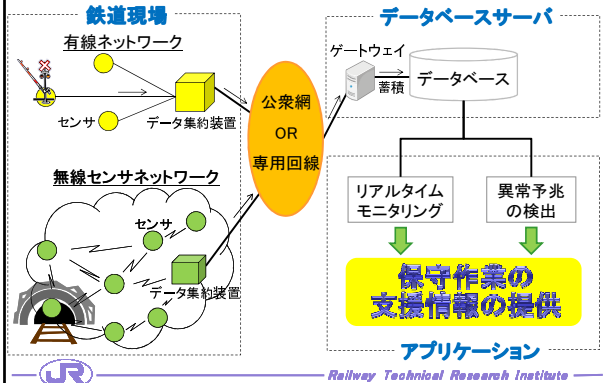 鉄道現場
有線ネットワーク
センサ
データ集約装置
無線センサネットワーク
センサ
データ集約装置
公衆網
OR
専用回線
データベースサーバ
ゲートウェイ
蓄積
データベース
リアルタイム
モニタリング
異常予兆
の検出
保守作業の
支援情報の提供
アプリケーション
JR
Railway Technical Research Institute